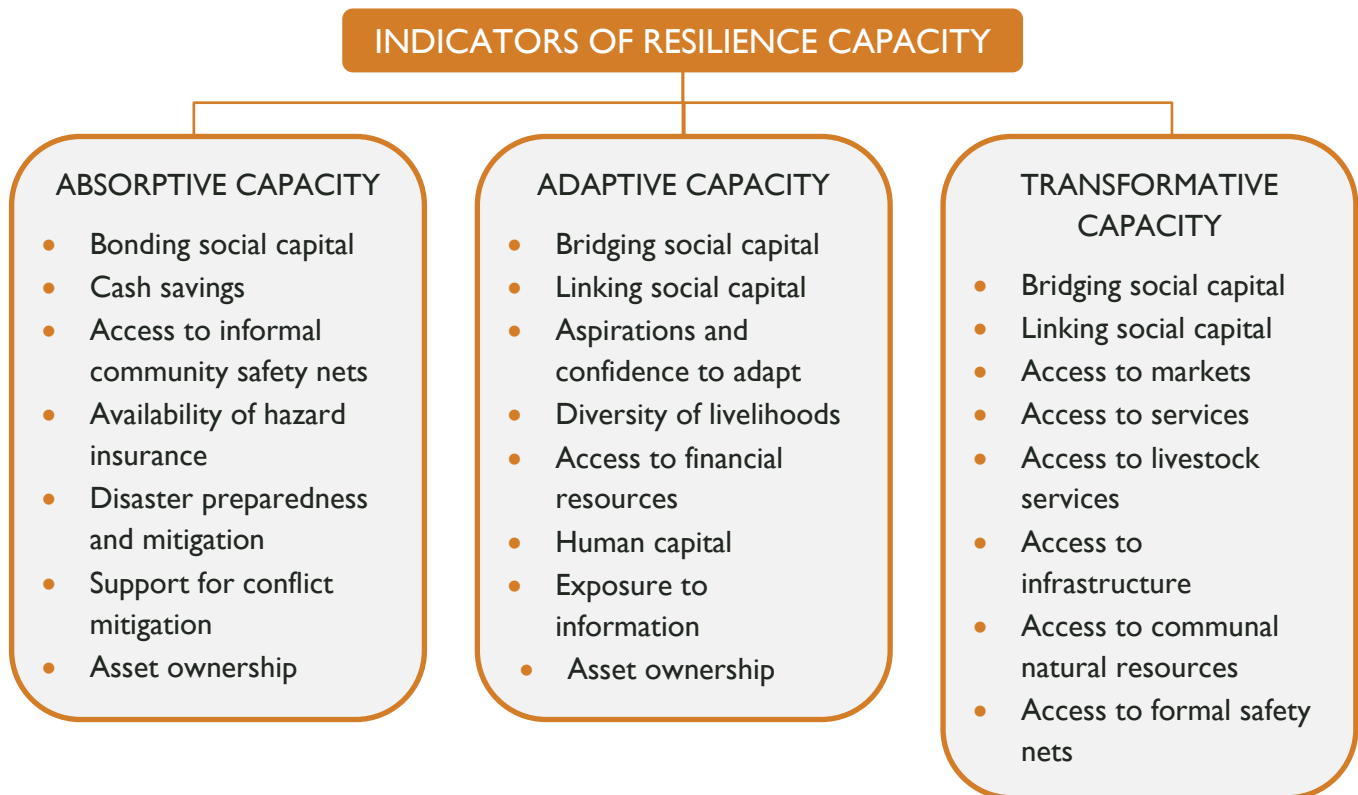 INDICATORS OF RESILIENCE CAPACITY
ABSORPTIVE CAPACITY
• Bonding social capital
• Cash savings
• Access to informal
community safety nets
• Availability of hazard
insurance
• Disaster preparedness
and mitigation
• Support for conflict
mitigation
• Asset ownership
ADAPTIVE CAPACITY
• Bridging social capital
• Linking social capital
• Aspirations and
confidence to adapt
• Diversity of livelihoods
• Access to financial
resources
• Human capital
• Exposure to
information
• Asset ownership
TRANSFORMATIVE
CAPACITY
• Bridging social capital
• Linking social capital
• Access to markets
• Access to services
• Access to livestock
services
• Access to
infrastructure
• Access to communal
natural resources
• Access to formal safety
nets